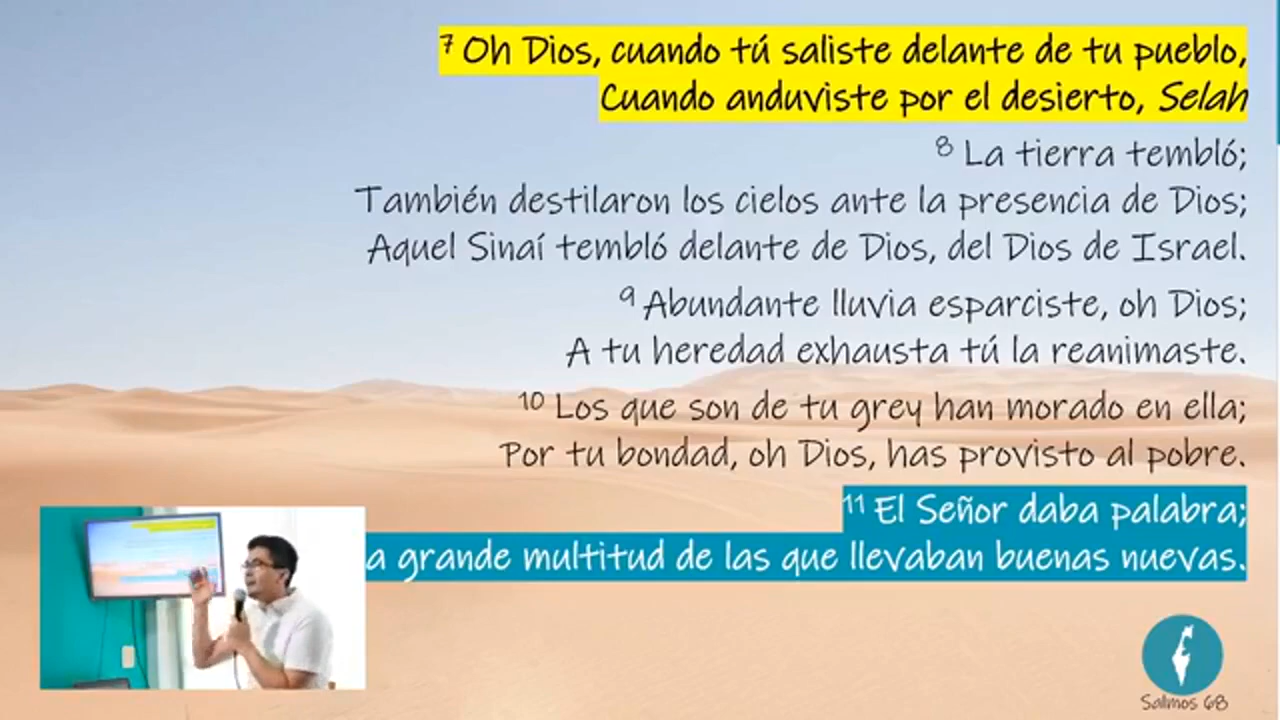 7 Oh Dios, cuando tú saliste delante de tu pueblo,
Cuando anduviste por el desierto, Selah
8 La tierra tembló;
También destilaron los cielos ante la presencia de Dios;
Aquel Sinaí tembló delante de Dios, del Dios de Israel.
9 Abundante lluvia esparciste, oh Dios;
A tu heredad exhausta tú la reanimaste.
10 Los que son de tu grey han morado en ella;
Por tu bondad, oh Dios, has provisto al pobre.
11 El Señor daba palabra;
a grande multitud de las que llevaban buenas nuevas.
Salmos 68